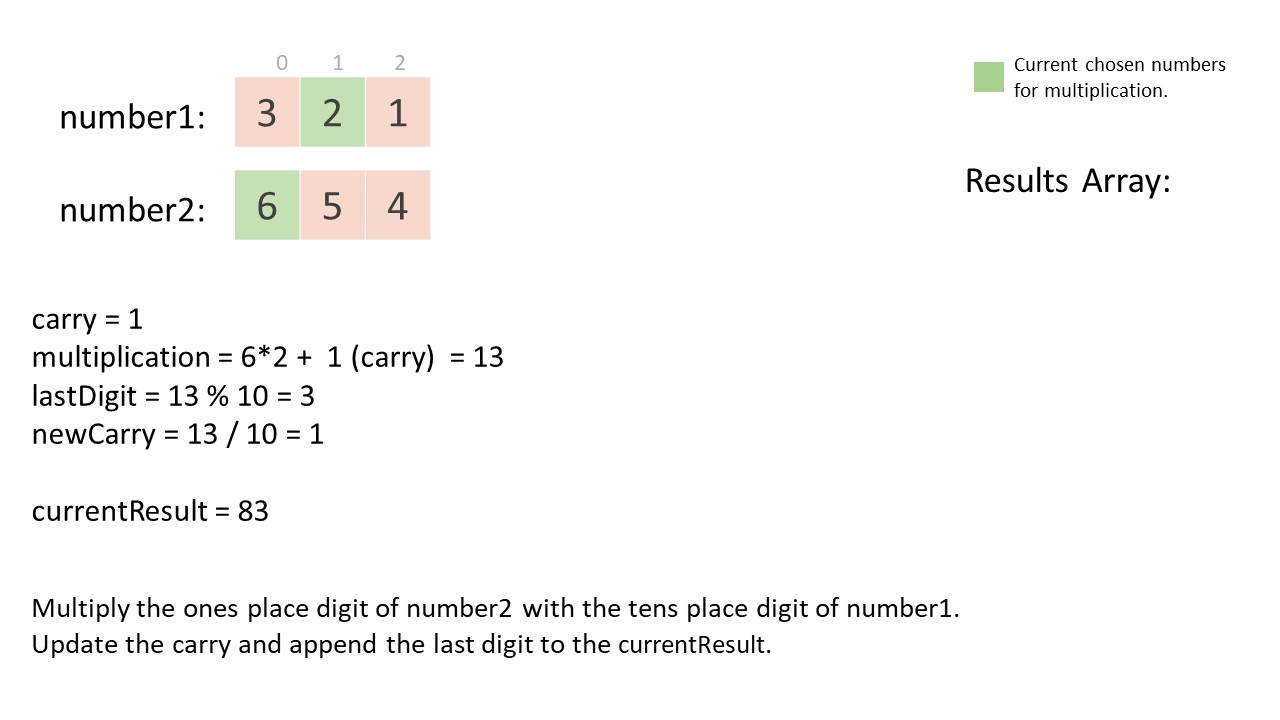 0 1 2
number1: 3 2 1
number2: 6 5 4
Current chosen numbers
for multiplication.
Results Array:
carry = 1
multiplication = 6*2 + 1 (carry) = 13
lastDigit = 13 % 10 = 3
newCarry = 13 / 10 = 1
currentResult = 83
Multiply the ones place digit of number2 with the tens place digit of number1.
Update the carry and append the last digit to the currentResult.